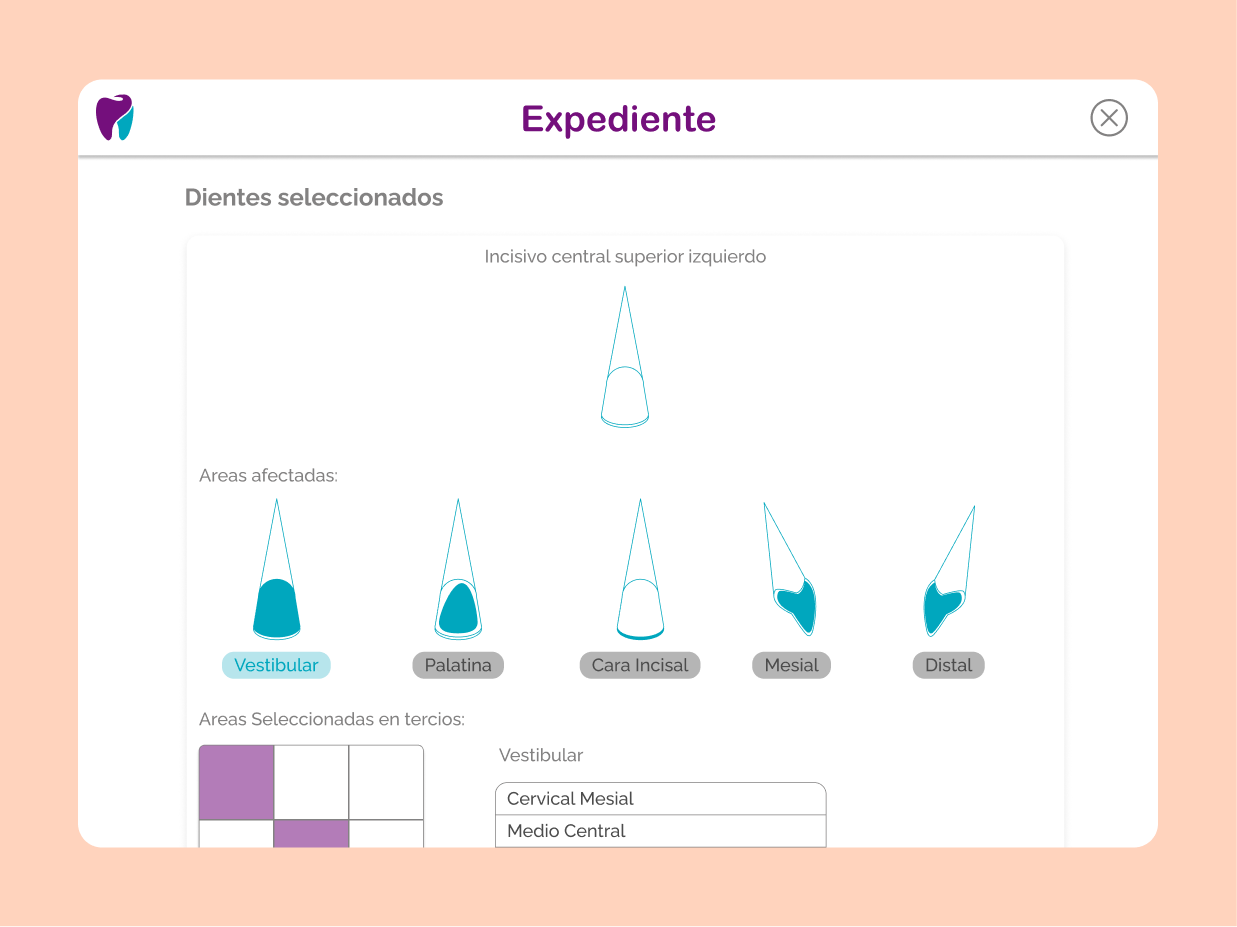 Expediente
Dientes seleccionados
Incisivo central superior izquierdo
Areas afectadas:
Vestibular
Palatina
Cara Incisal
Mesial
Distal
Areas Seleccionadas en tercios:
Vestibular
Cervical Mesial
Medio Central